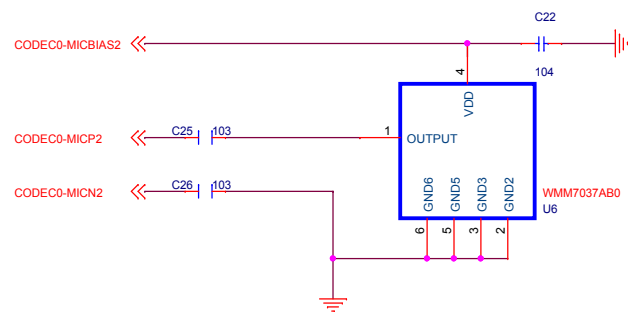 C22
CODEC0-MICBIAS2
104
4
VDD
CODEC0-MICP2
C25
103
1
OUTPUT
CODEC0-MICN2
C26
103
GND6
GND5
GND3
GND2
WMM7037AB0
U6
6
5
3
2